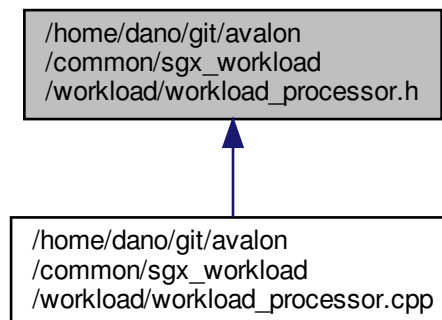 /home/dano/git/avalon
/common/sgx_workload
/workload/workload_processor.h
/home/dano/git/avalon
/common/sgx_workload
/workload/workload_processor.cpp